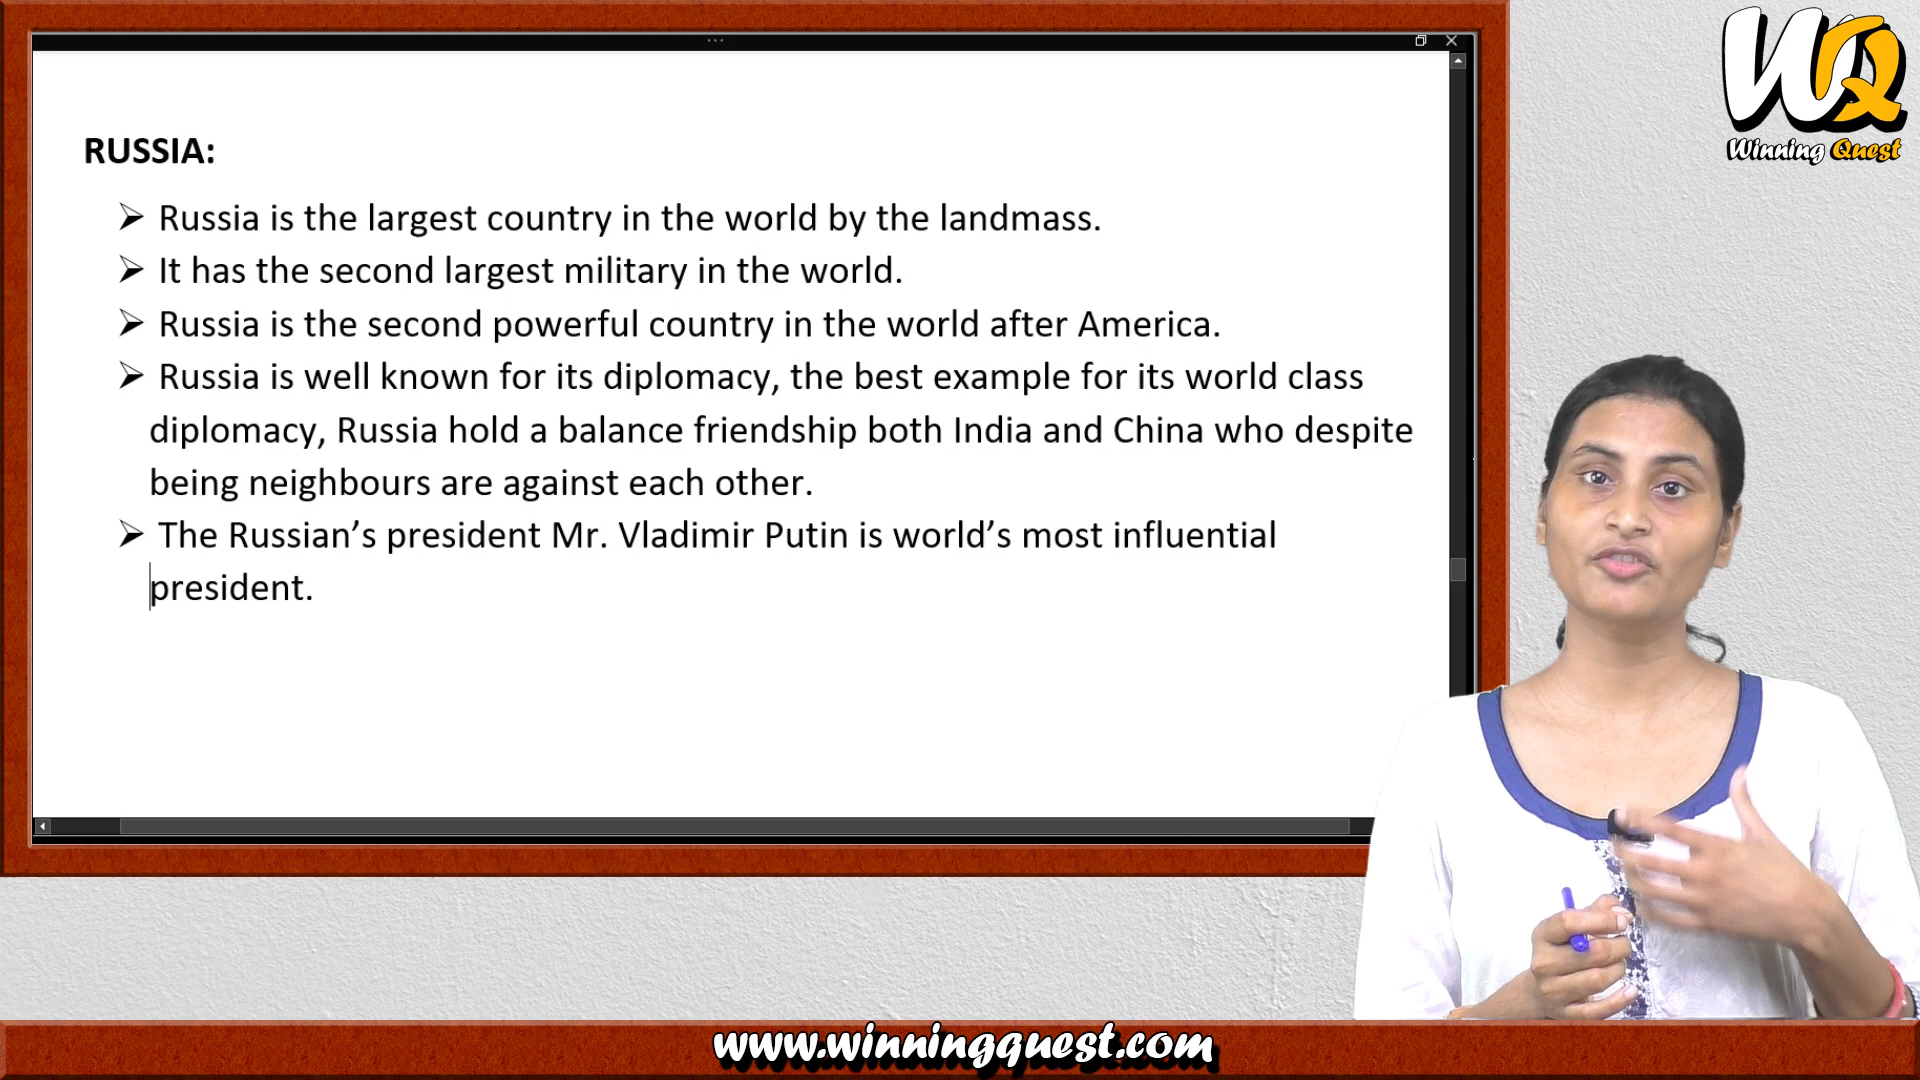 RUSSIA:
➢ Russia is the largest country in the world by the landmass.
➢ It has the second largest military in the world.
➢ Russia is the second powerful country in the world after America.
➢ Russia is well known for its diplomacy, the best example for its world class
diplomacy, Russia hold a balance friendship both India and China who despite
being neighbours are against each other.
➢ The Russian’s president Mr. Vladimir Putin is world’s most influential
president.
WQ
Winning Quest
www.winningquest.com